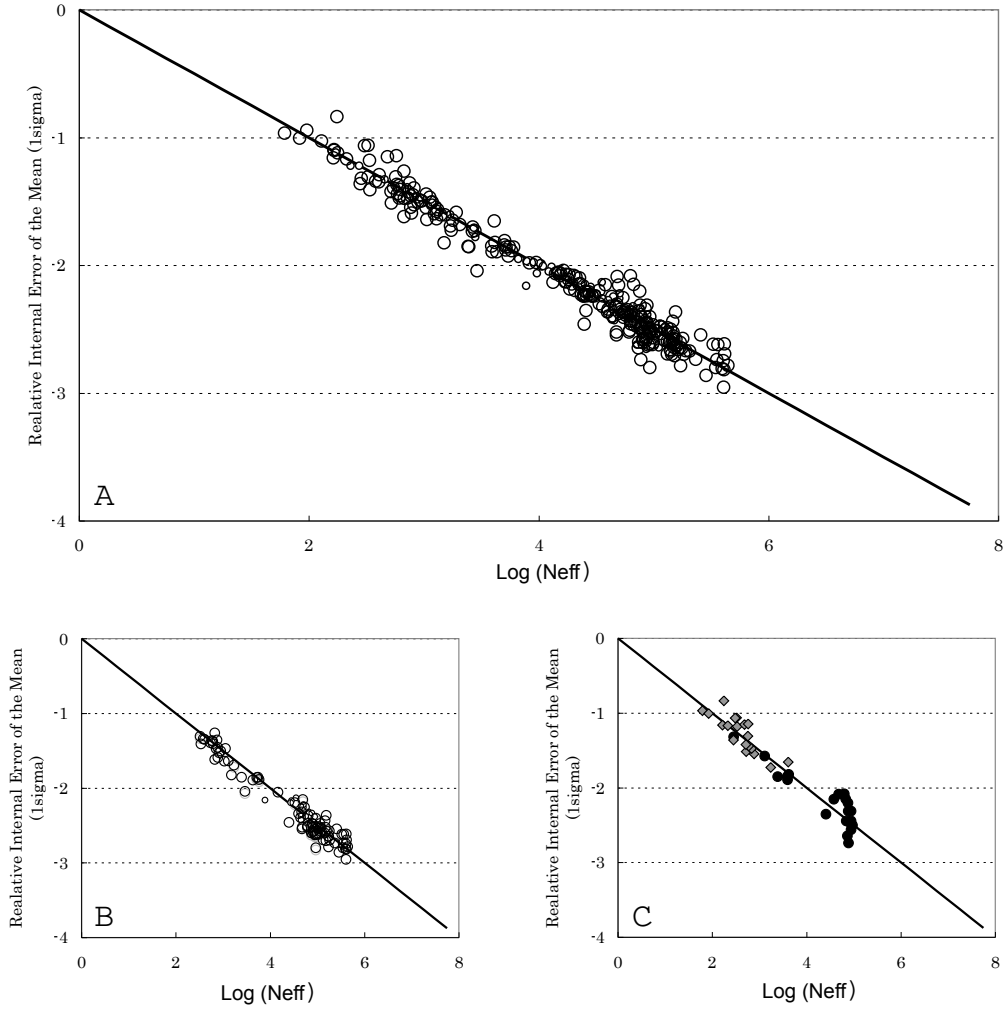 0
-1
-2
-3
-4
Realative Internal Error of the Mean (1sigma)
A
0
2
4
6
8
Log (Neff)
0
-1
-2
-3
-4
Realative Internal Error of the Mean
(1sigma)
B
0
2
4
6
8
Log (Neff)
0
-1
-2
-3
-4
Realative Internal Error of the Mean
(1sigma)
C
0
2
4
6
8
Log (Neff)